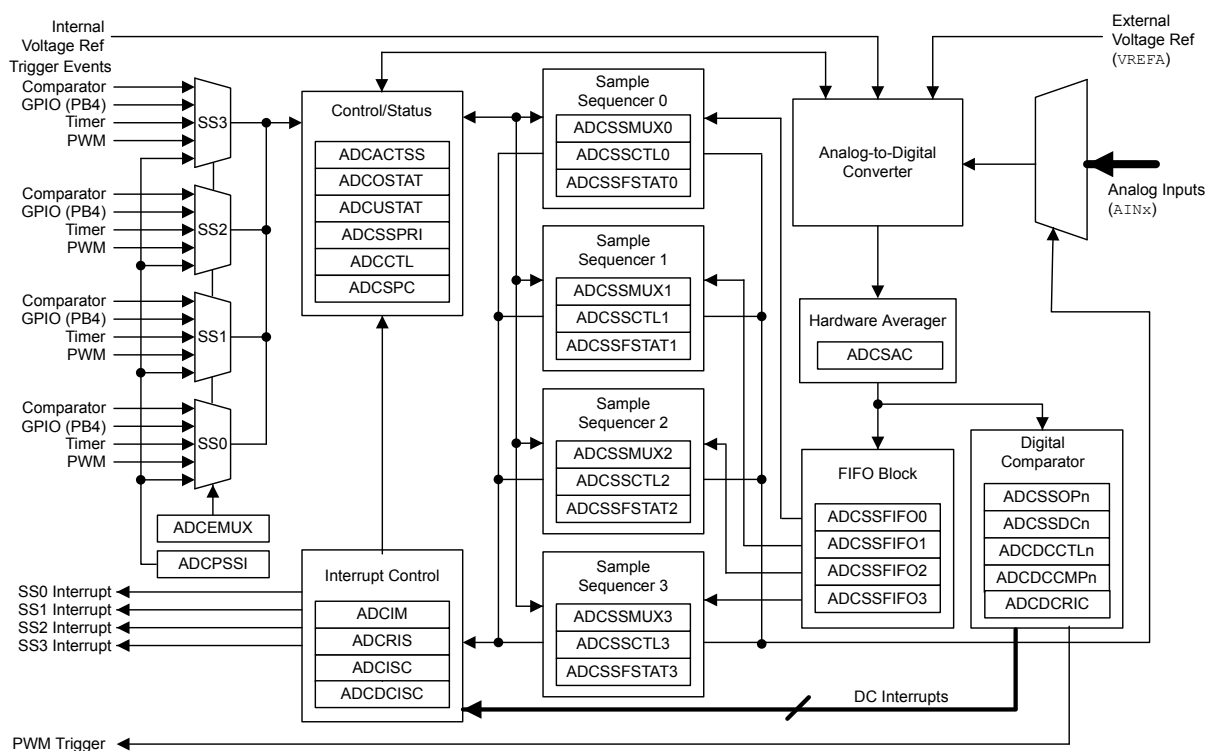 Internal
Voltage Ref
Trigger Events
Comparator
GPIO (PB4)
Timer
PWM
SS3
Comparator
GPIO (PB4)
Timer
PWM
SS2
Comparator
GPIO (PB4)
Timer
PWM
SS1
Comparator
GPIO (PB4)
Timer
PWM
SS0
ADCEMUX
ADCPSSI
SS0 Interrupt
SS1 Interrupt
SS2 Interrupt
SS3 Interrupt
PWM Trigger
Control/Status
ADCACTSS
ADCOSTAT
ADCUSTAT
ADCSSPRI
ADCCTL
ADCSPC
Interrupt Control
ADCIM
ADCRIS
ADCISC
ADCDCISC
Sample
Sequencer 0
ADCSSMUX0
ADCSSCTL0
ADCSSFSTAT0
Sample
Sequencer 1
ADCSSMUX1
ADCSSCTL1
ADCSSFSTAT1
Sample
Sequencer 2
ADCSSMUX2
ADCSSCTL2
ADCSSFSTAT2
Sample
Sequencer 3
ADCSSMUX3
ADCSSCTL3
ADCSSFSTAT3
Analog-to-Digital
Converter
Hardware Averager
ADCSAC
FIFO Block
ADCSSFIFO0
ADCSSFIFO1
ADCSSFIFO2
ADCSSFIFO3
External
Voltage Ref
(VREFA)
Analog Inputs
(AINx)
Digital
Comparator
ADCSSOPn
ADCSSDCn
ADCDCCTLn
ADCDCCMPn
ADCDCRIC
DC Interrupts